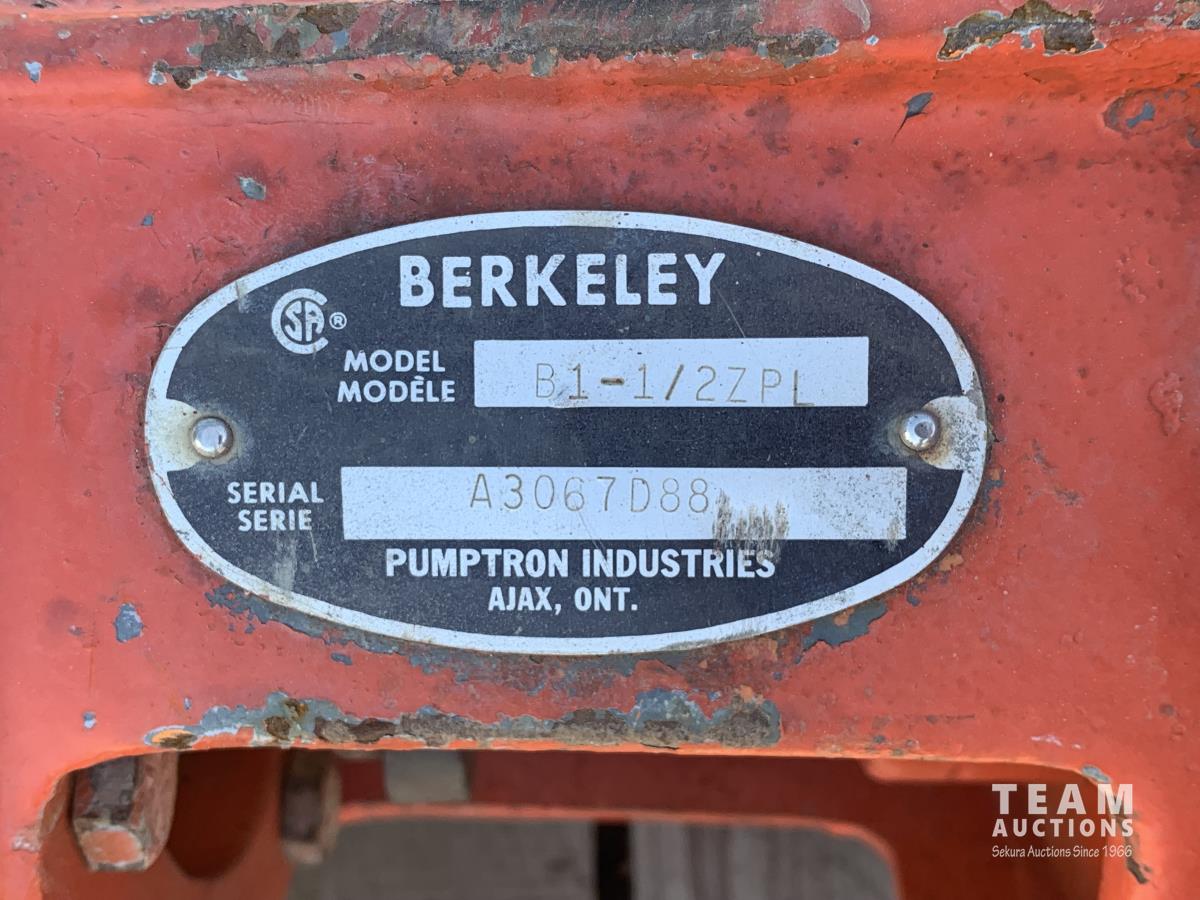 BERKELEY
CSA ®
MODEL
MODÈLE
B1-1/2ZPL
SERIAL
SERIE
A3067D88
PUMPTRON INDUSTRIES
AJAX, ONT.
TEAM
AUCTIONS
Sekura Auctions Since 1966